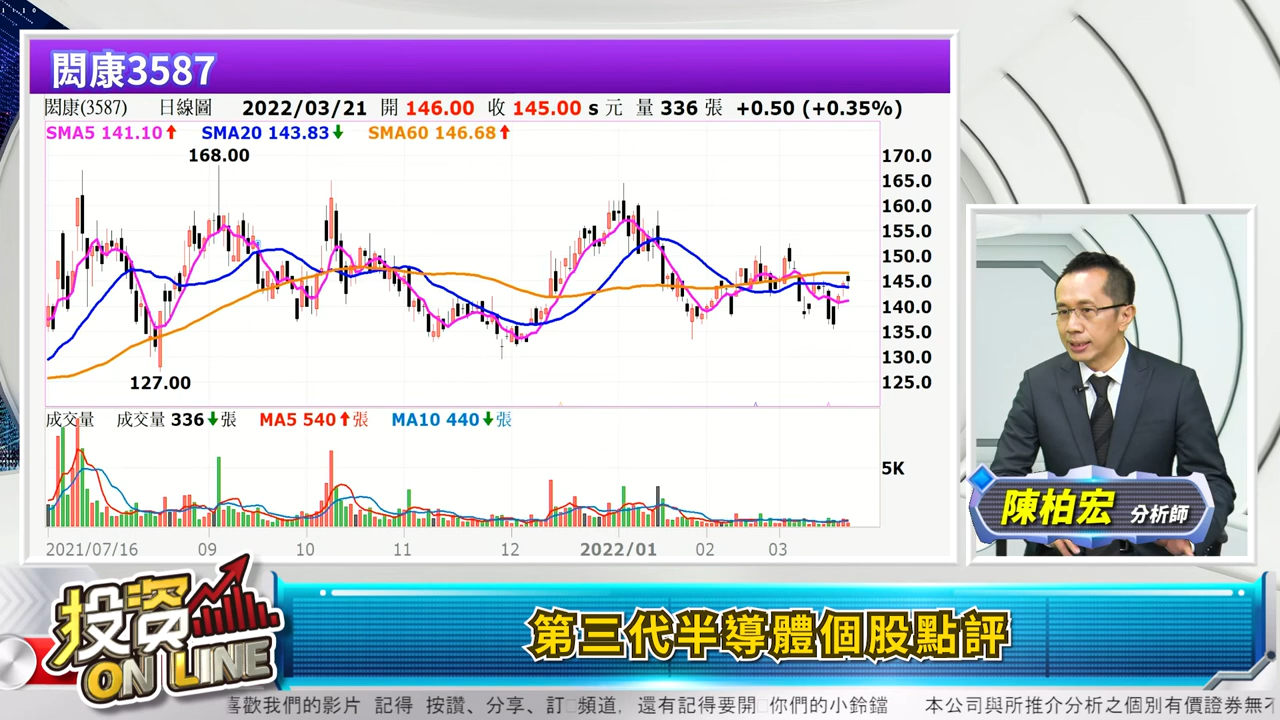 閎康3587
閎康(3587) 日線圖 2022/03/21 開 146.00 收 145.00 s 元 量 336 張 +0.50 (+0.35%)
SMA5 141.10 SMA20 143.83 SMA60 146.68
168.00
127.00
170.0
165.0
160.0
155.0
150.0
145.0
140.0
135.0
130.0
125.0
成交量 成交量 336 張 MA5 540 張 MA10 440 張
5K
2021/07/16 09 10 11 12 2022/01 02 03
陳柏宏 分析師
投資 ON LINE
第三代半導體個股點評
喜歡我們的影片 記得 按讚、分享、訂 頻道, 還有記得要開 你們的小鈴鐺 本公司與所推介分析之個別有價證券無